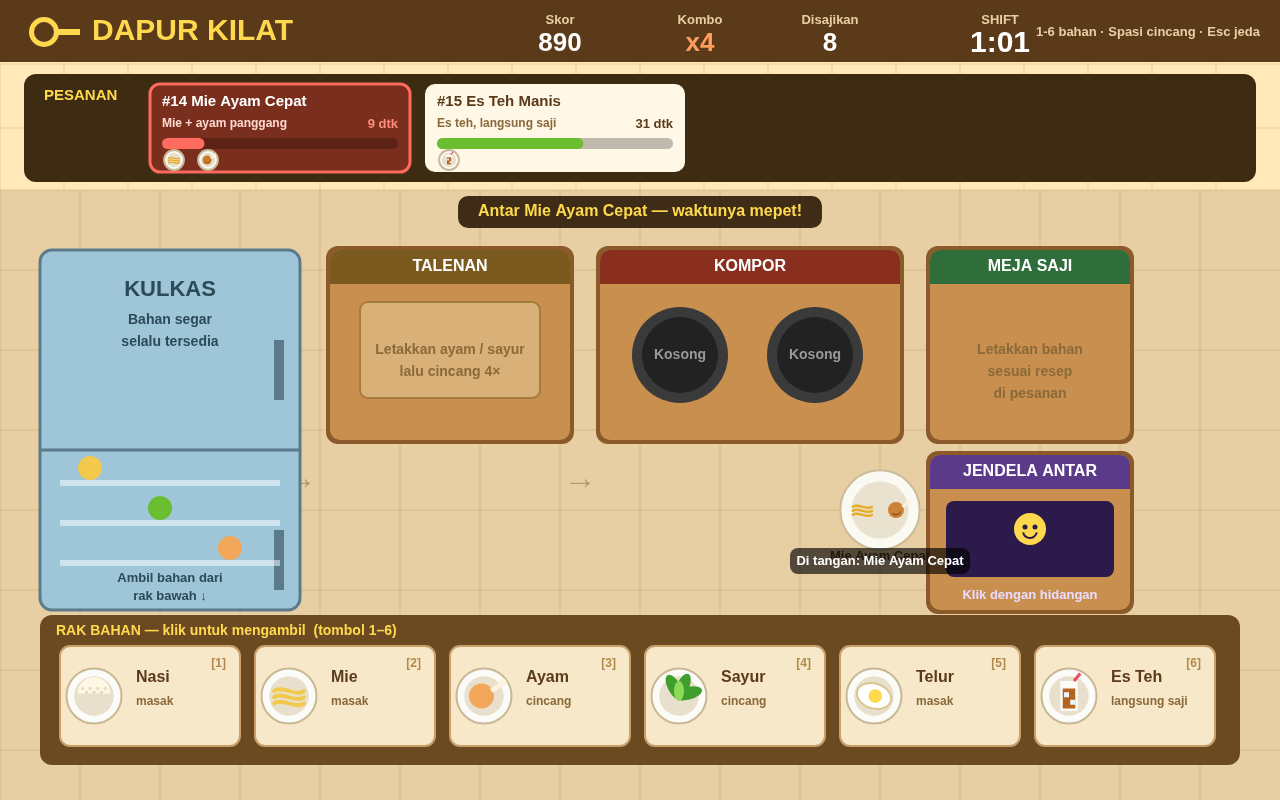 DAPUR KILAT
Skor
890
Kombo
x4
Disajikan
8
SHIFT
1:01
1-6 bahan · Spasi cincang · Esc jeda
PESANAN
#14 Mie Ayam Cepat
Mie + ayam panggang
9 dtk
#15 Es Teh Manis
Es teh, langsung saji
31 dtk
Antar Mie Ayam Cepat — waktunya mepet!
KULKAS
Bahan segar
selalu tersedia
Ambil bahan dari
rak bawah ↓
→
TALENAN
Letakkan ayam / sayur
lalu cincang 4×
→
KOMPOR
Kosong
Kosong
MEJA SAJI
Letakkan bahan
sesuai resep
di pesanan
Mie Ayam Cepat
Di tangan: Mie Ayam Cepat
JENDELA ANTAR
Klik dengan hidangan
RAK BAHAN — klik untuk mengambil (tombol 1–6)
[1]
Nasi
masak
[2]
Mie
masak
[3]
Ayam
cincang
[4]
Sayur
cincang
[5]
Telur
masak
[6]
Es Teh
langsung saji